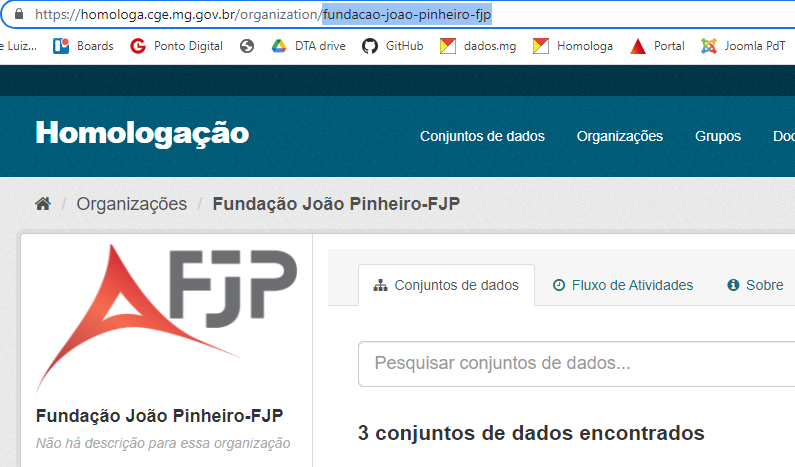 https://homologa.cge.mg.gov.br/organization/fundacao-joao-pinheiro-fjp
e Luiz... Boards Ponto Digital DTA drive GitHub dados.mg Homologa Portal Joomla PdT
Homologação
Conjuntos de dados Organizações Grupos Doc
/ Organizações / Fundação João Pinheiro-FJP
FJP
Conjuntos de dados Fluxo de Atividades Sobre
Pesquisar conjuntos de dados...
Fundação João Pinheiro-FJP
Não há descrição para essa organização
3 conjuntos de dados encontrados